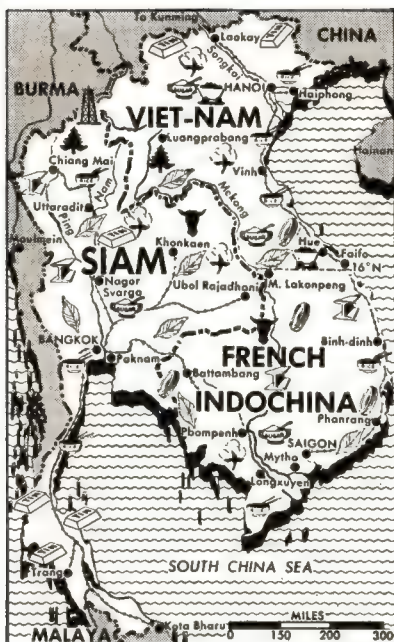 To Kunming
CHINA
Laokay
Songkoi
BURMA
HANOI
Haiphong
VIET-NAM
Luangprabang
Hainan
Chiang Mai
Vinh
Nam
Mekong
Uttaradit
Ping
Moulmein
Khonkaen
Hue
Faifo
16°N
SIAM
Nagor
Svarga
Ubol Rajadhani
M. Lakonpeng
BANGKOK
Paknam
FRENCH
INDOCHINA
Binh-dinh
Battambang
Phanrang
Pbompenh
SUGAR
SAIGON
Mytho
Longxuyen
SOUTH CHINA SEA
Trang
MILES
MALAYA
Kota Bharu
0 150 200 300